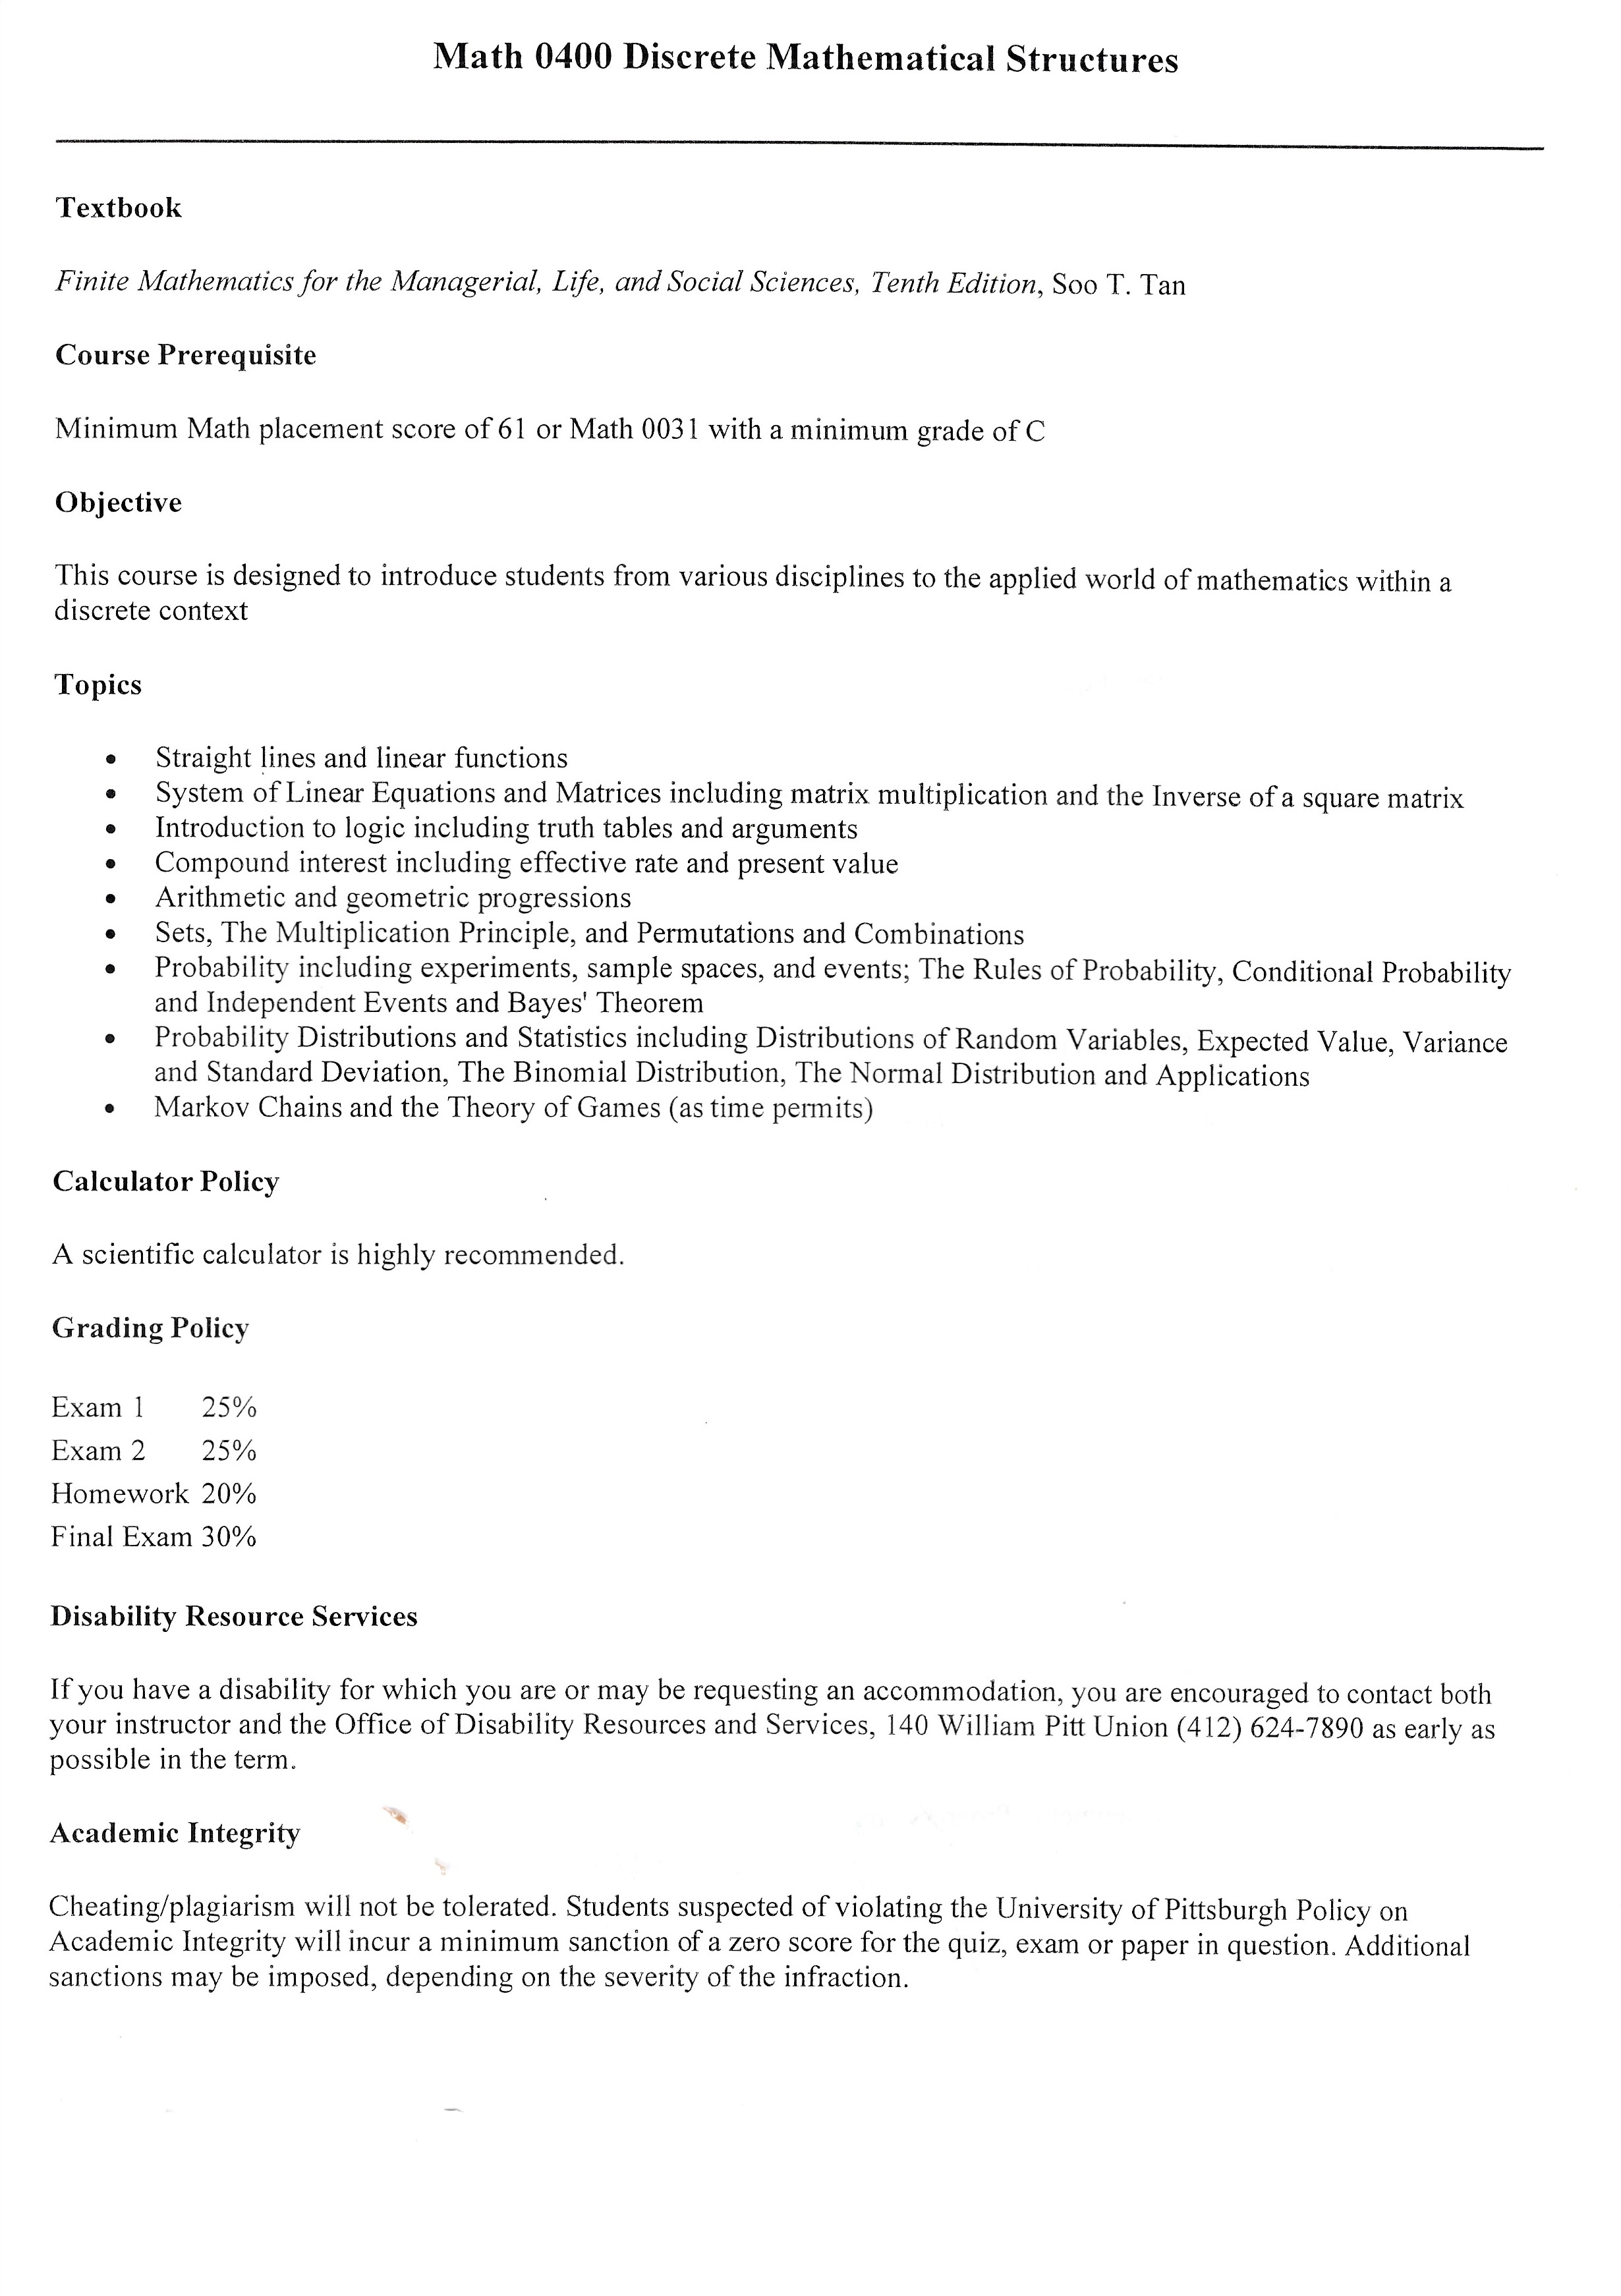 Math 0400 Discrete Mathematical Structures
Textbook
Finite Mathematics for the Managerial, Life, and Social Sciences, Tenth Edition, Soo T. Tan
Course Prerequisite
Minimum Math placement score of 61 or Math 0031 with a minimum grade of C
Objective
This course is designed to introduce students from various disciplines to the applied world of mathematics within a
discrete context
Topics
• Straight lines and linear functions
• System of Linear Equations and Matrices including matrix multiplication and the Inverse of a square matrix
• Introduction to logic including truth tables and arguments
• Compound interest including effective rate and present value
• Arithmetic and geometric progressions
• Sets, The Multiplication Principle, and Permutations and Combinations
• Probability including experiments, sample spaces, and events; The Rules of Probability, Conditional Probability
and Independent Events and Bayes' Theorem
• Probability Distributions and Statistics including Distributions of Random Variables, Expected Value, Variance
and Standard Deviation, The Binomial Distribution, The Normal Distribution and Applications
• Markov Chains and the Theory of Games (as time permits)
Calculator Policy
A scientific calculator is highly recommended.
Grading Policy
Exam 1 25%
Exam 2 25%
Homework 20%
Final Exam 30%
Disability Resource Services
If you have a disability for which you are or may be requesting an accommodation, you are encouraged to contact both
your instructor and the Office of Disability Resources and Services, 140 William Pitt Union (412) 624-7890 as early as
possible in the term.
Academic Integrity
Cheating/plagiarism will not be tolerated. Students suspected of violating the University of Pittsburgh Policy on
Academic Integrity will incur a minimum sanction of a zero score for the quiz, exam or paper in question. Additional
sanctions may be imposed, depending on the severity of the infraction.